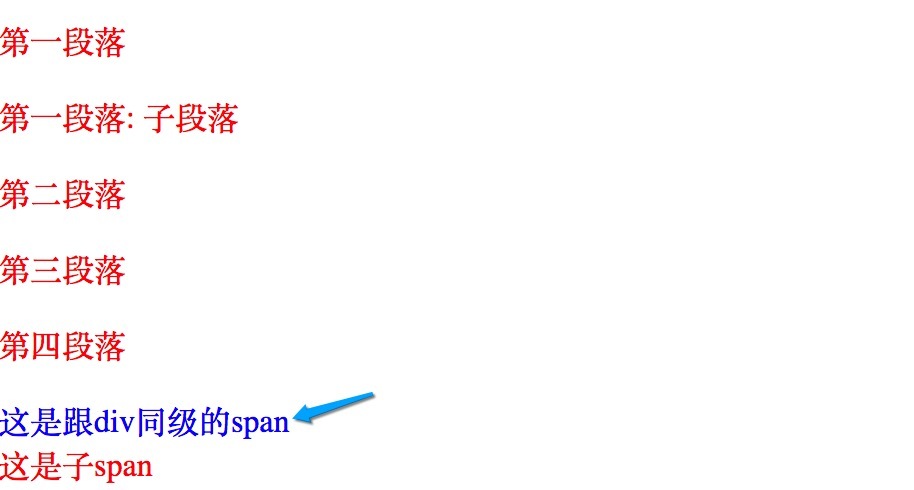 第一段落
第一段落: 子段落
第二段落
第三段落
第四段落
这是跟div同级的span
这是子span